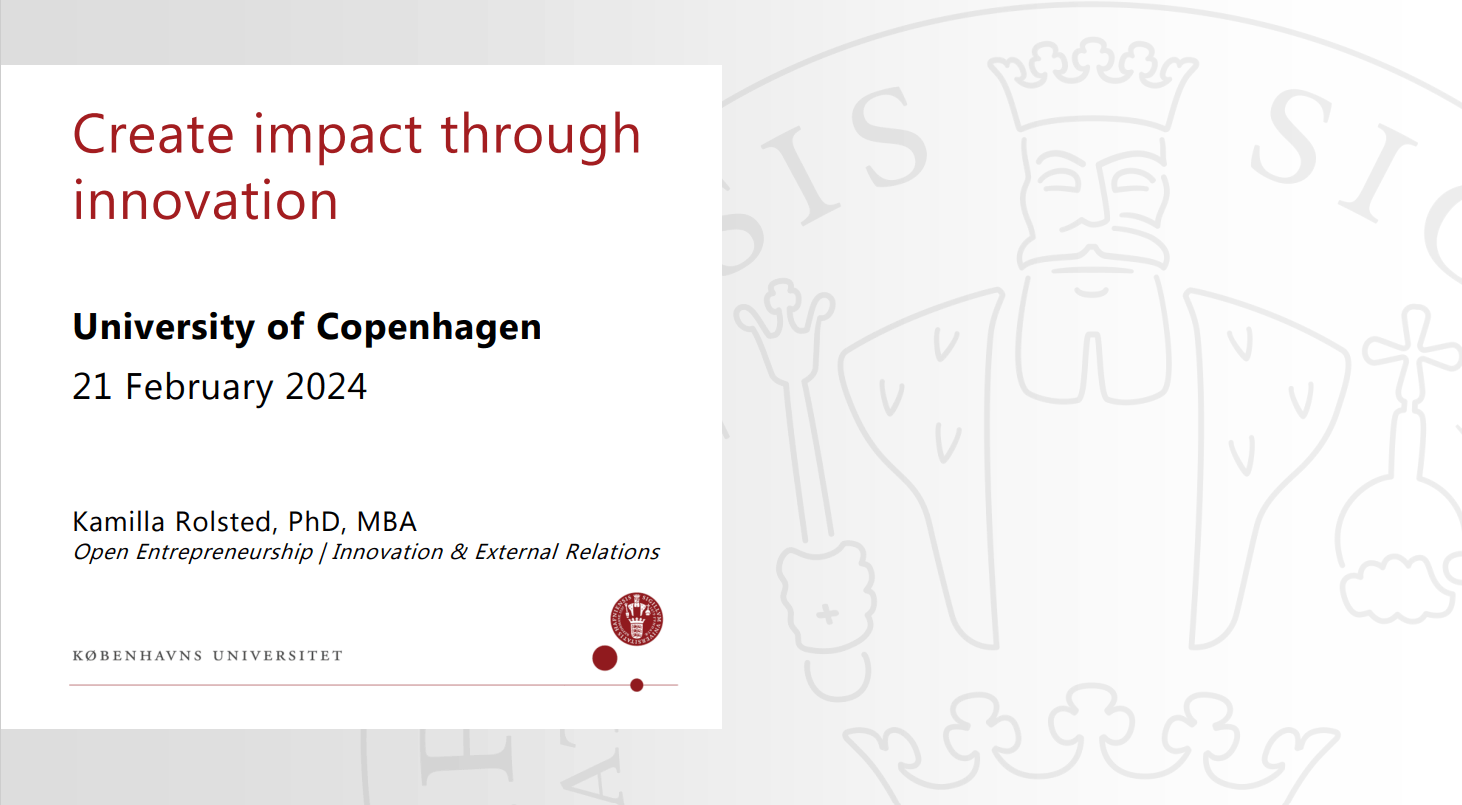 Create impact through
innovation
University of Copenhagen
21 February 2024
Kamilla Rolsted, PhD, MBA
Open Entrepreneurship | Innovation & External Relations
KØBENHAVNS UNIVERSITET